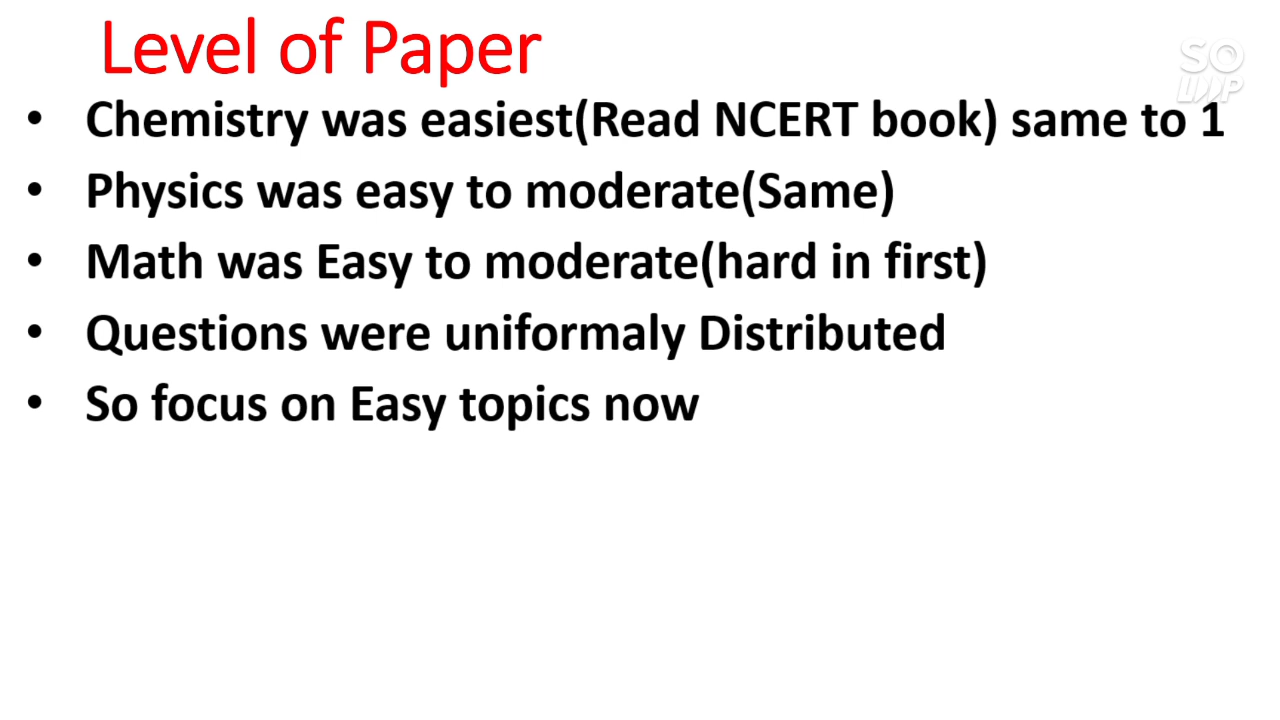 Level of Paper
SO
• Chemistry was easiest(Read NCERT book) same to 1
• Physics was easy to moderate(Same)
• Math was Easy to moderate(hard in first)
• Questions were uniformaly Distributed
• So focus on Easy topics now